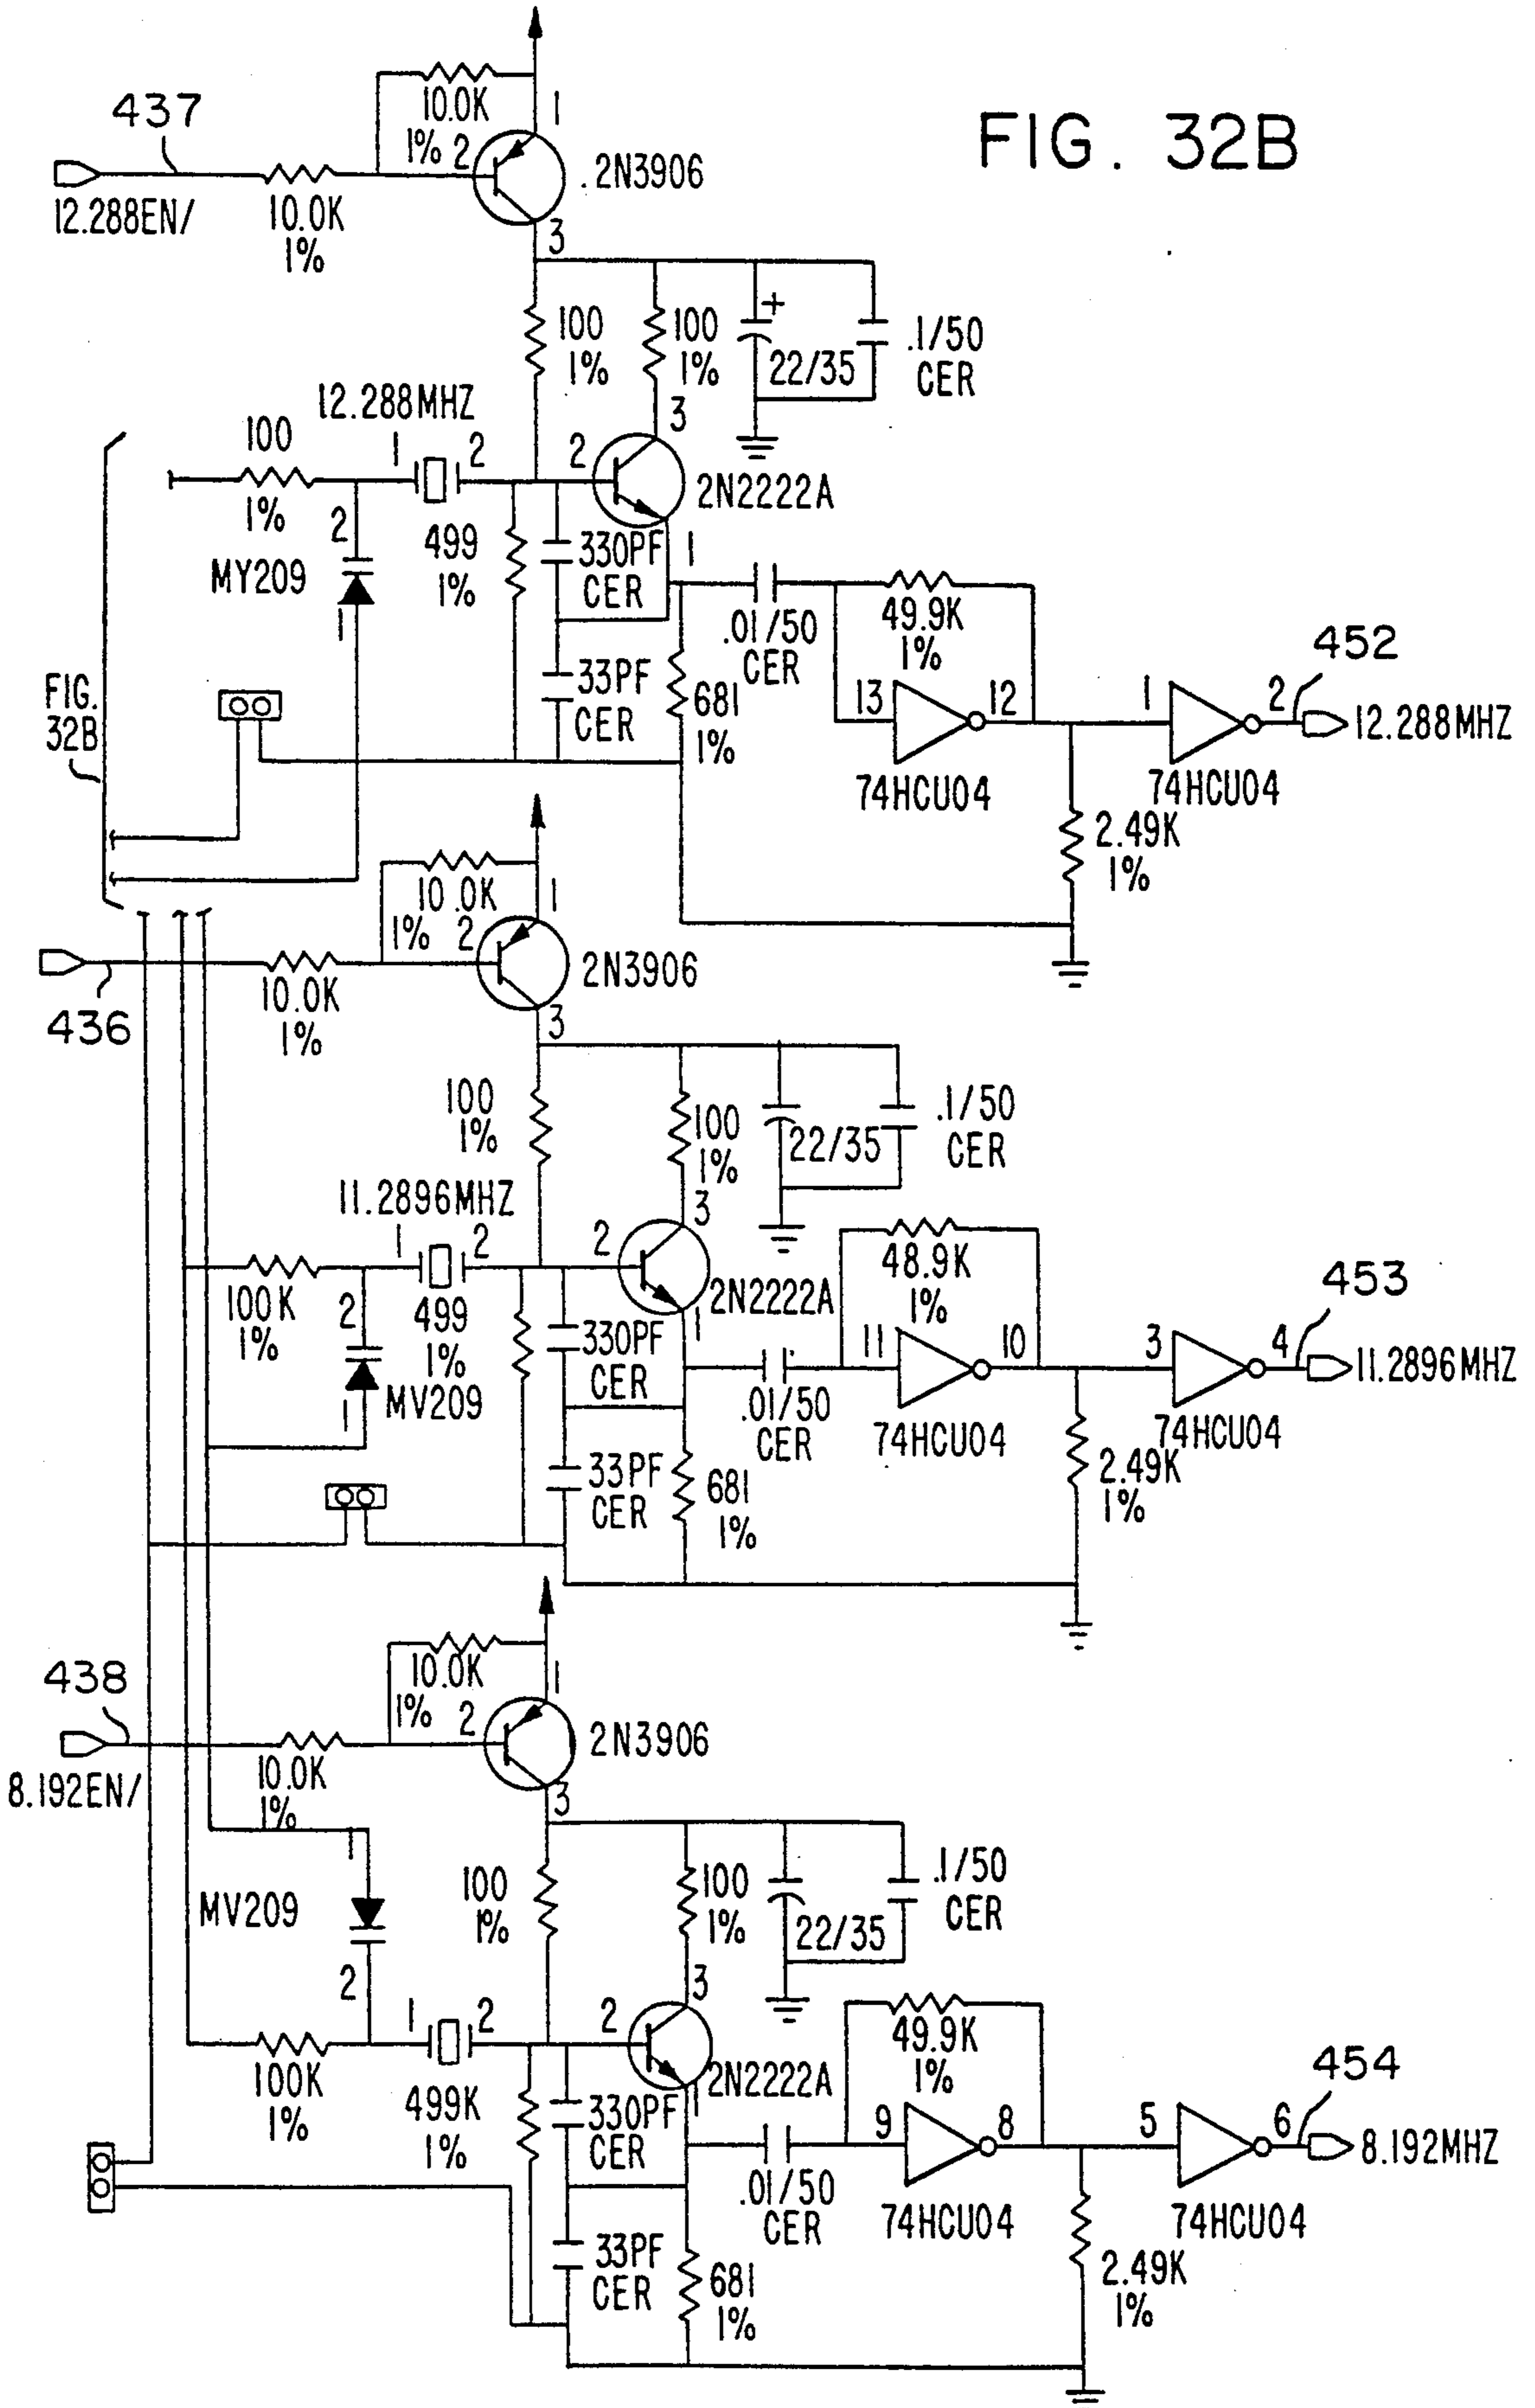 FIG. 32B
437
12.288EN/
10.0K
1%
10.0K
1%
2
1
.2N3906
3
100
1%
100
1%
+
22/35
.1/50
CER
12.288MHZ
100
1%
1
2
2
3
2N2222A
2
MY209
1
499
1%
330PF
CER
1
.01/50
CER
49.9K
1%
33PF
CER
681
1%
13
12
74HCU04
1
2
74HCU04
452
12.288MHZ
2.49K
1%
FIG.
32B
436
10.0K
1%
10.0K
1%
2
1
2N3906
3
100
1%
100
1%
22/35
.1/50
CER
11.2896MHZ
1
2
2
3
2N2222A
1
100K
1%
2
MV209
1
499
1%
330PF
CER
.01/50
CER
48.9K
1%
11
10
74HCU04
3
4
74HCU04
453
11.2896MHZ
33PF
CER
681
1%
2.49K
1%
438
8.192EN/
10.0K
1%
10.0K
1%
2
1
2N3906
3
1
MV209
2
100
1%
100
1%
22/35
.1/50
CER
1
2
2
3
2N2222A
1
100K
1%
499K
1%
330PF
CER
.01/50
CER
49.9K
1%
9
8
74HCU04
5
6
74HCU04
454
8.192MHZ
33PF
CER
681
1%
2.49K
1%